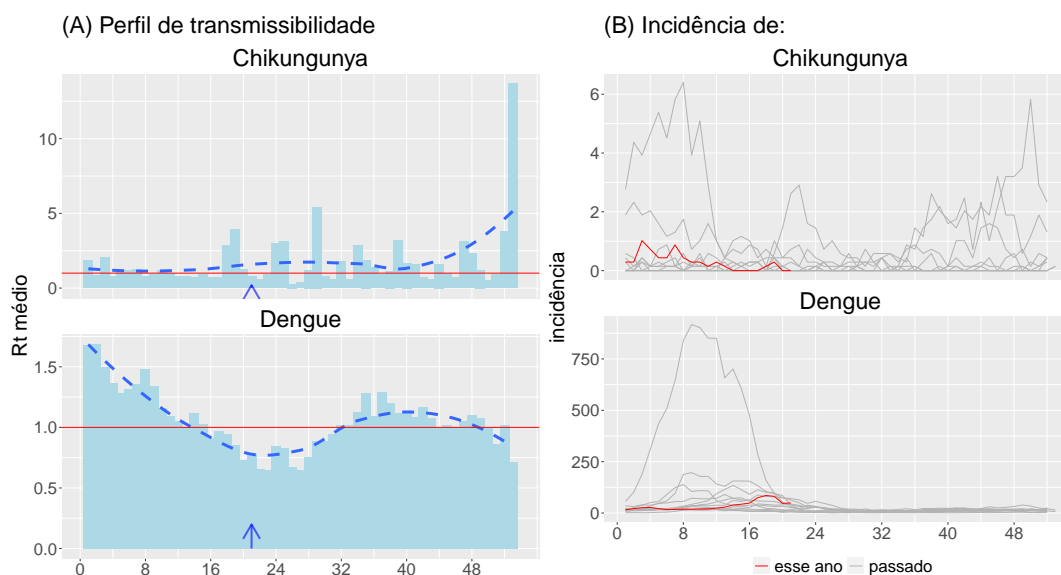 (A) Perfil de transmissibilidade
Chikungunya
10
5
0
Dengue
1.5
1.0
0.5
0.0
0 8 16 24 32 40 48
Rt médio
(B) Incidência de:
Chikungunya
6
4
2
0
Dengue
750
500
250
0
0 8 16 24 32 40 48
incidência
esse ano passado